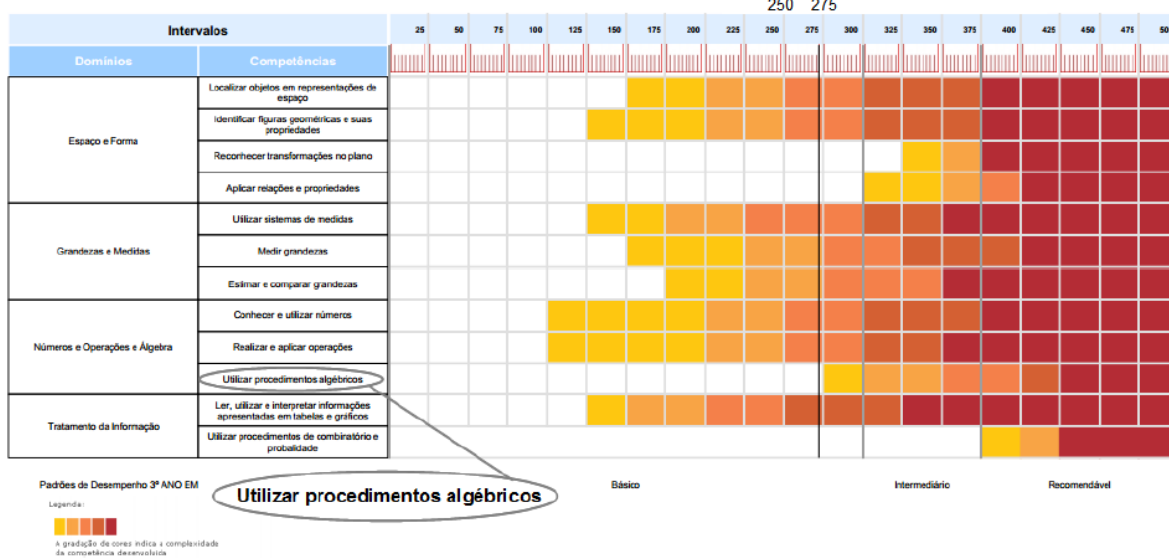 250 275
Intervalos 25 50 75 100 125 150 175 200 225 250 275 300 325 350 375 400 425 450 475 50
Domínios Competências
Espaço e Forma
Localizar objetos em representações de
espaço
Identificar figuras geométricas e suas
propriedades
Reconhecer transformações no plano
Aplicar relações e propriedades
Grandezas e Medidas
Utilizar sistemas de medidas
Medir grandezas
Estimar e comparar grandezas
Números e Operações e Álgebra
Conhecer e utilizar números
Realizar e aplicar operações
Utilizar procedimentos algébricos
Tratamento da Informação
Ler, utilizar e interpretar informações
apresentadas em tabelas e gráficos
Utilizar procedimentos de combinatório e
probalidade
Padrões de Desempenho 3º ANO EM
Básico Intermediário Recomendável
Utilizar procedimentos algébricos
Legenda:
A gradação de cores indica a complexidade
da competência desenvolvida